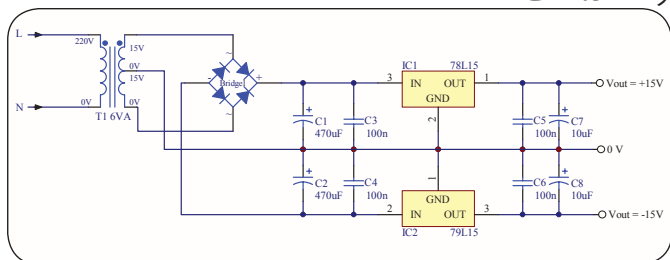 L
220V
15V
0V
15V
N
0V
0V
T1 6VA
~
-
Bridge
+
~
C1
470uF
C3
100n
C2
470uF
C4
100n
IC1
78L15
3
IN
OUT
1
GND
2
1
GND
2
IN
OUT
3
IC2
79L15
C5
100n
C7
10uF
C6
100n
C8
10uF
Vout = +15V
0 V
Vout = -15V